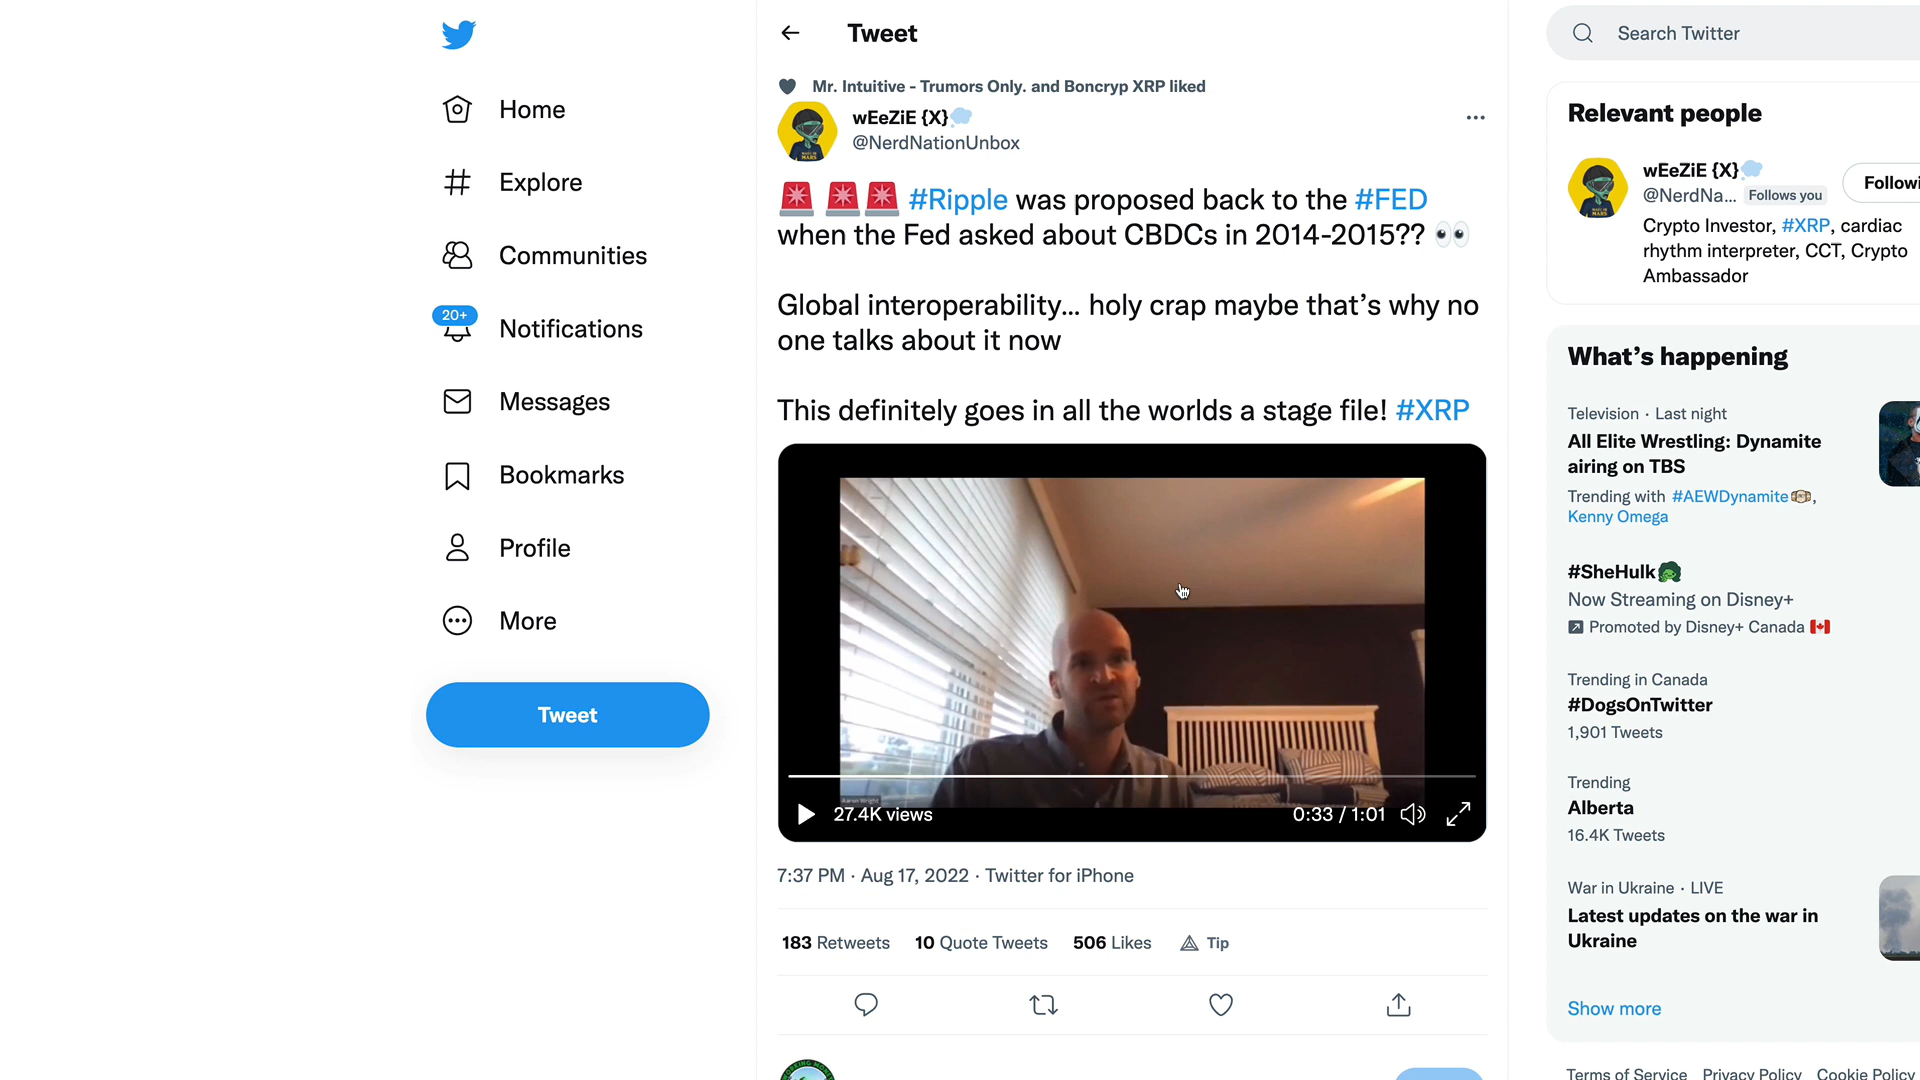 Home
Explore
Communities
20+
Notifications
Messages
Bookmarks
Profile
More
Tweet
Tweet
Mr. Intuitive - Trumors Only. and Boncryp XRP liked
wEeZiE {X}
@NerdNationUnbox
#Ripple was proposed back to the #FED
when the Fed asked about CBDCs in 2014-2015??
Global interoperability... holy crap maybe that's why no
one talks about it now
This definitely goes in all the worlds a stage file! #XRP
Aaron Wright
27.4K views
0:33 / 1:01
7:37 PM · Aug 17, 2022 · Twitter for iPhone
183 Retweets 10 Quote Tweets 506 Likes Tip
Search Twitter
Relevant people
wEeZiE {X}
@NerdNa... Follows you
Followi
Crypto Investor, #XRP, cardiac
rhythm interpreter, CCT, Crypto
Ambassador
What's happening
Television · Last night
All Elite Wrestling: Dynamite
airing on TBS
Trending with #AEWDynamite,
Kenny Omega
#SheHulk
Now Streaming on Disney+
Promoted by Disney+ Canada
Trending in Canada
#DogsOnTwitter
1,901 Tweets
Trending
Alberta
16.4K Tweets
War in Ukraine · LIVE
Latest updates on the war in
Ukraine
Show more
Terms of Service Privacy Policy Cookie Policy